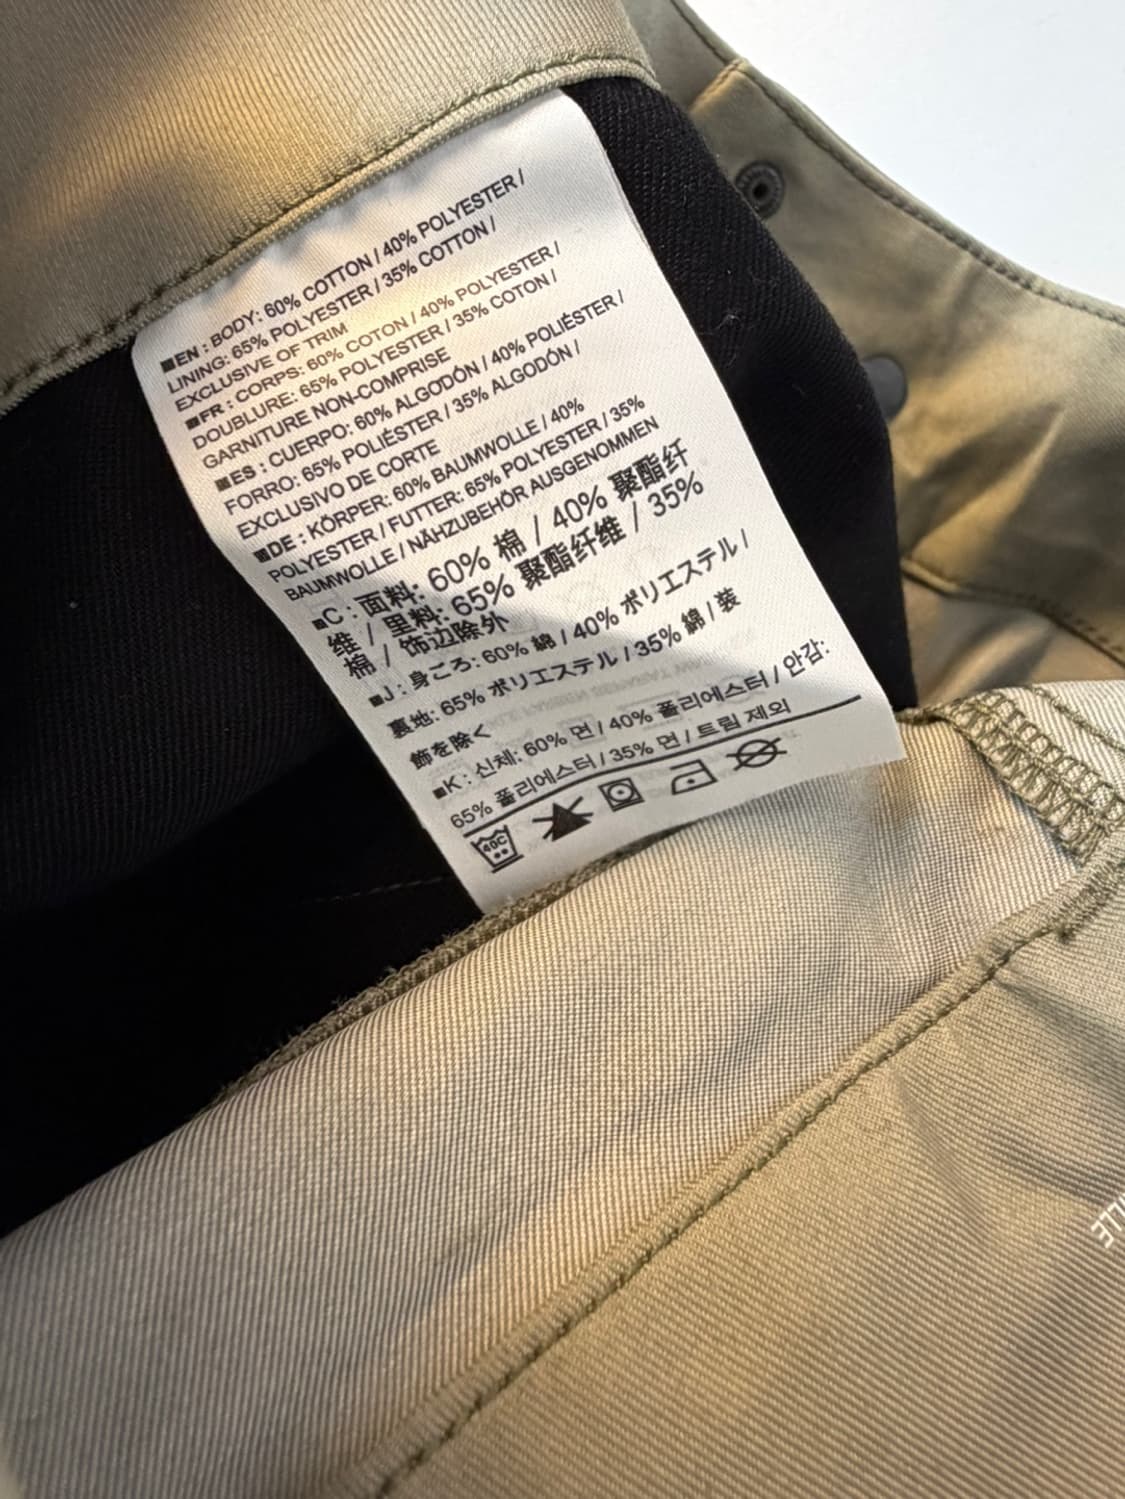 ■EN : BODY: 60% COTTON / 40% POLYESTER /
LINING: 65% POLYESTER / 35% COTTON /
EXCLUSIVE OF TRIM
■FR : CORPS: 60% COTON / 40% POLYESTER /
DOUBLURE: 65% POLYESTER / 35% COTON /
GARNITURE NON-COMPRISE
■ES : CUERPO: 60% ALGODÓN / 40% POLIÉSTER /
FORRO: 65% POLIÉSTER / 35% ALGODÓN /
EXCLUSIVO DE CORTE
■DE : KÖRPER: 60% BAUMWOLLE / 40%
POLYESTER / FUTTER: 65% POLYESTER / 35%
BAUMWOLLE / NÄHZUBEHÖR AUSGENOMMEN
■C : 面料: 60% 棉 / 40% 聚酯纤
维 / 里料: 65% 聚酯纤维 / 35%
棉 / 饰边除外
■J : 身ごろ: 60% 綿 / 40% ポリエステル /
裏地: 65% ポリエステル / 35% 綿 / 装
飾を除く
■K : 신체: 60% 면 / 40% 폴리에스터 / 안감:
65% 폴리에스터 / 35% 면 / 트림 제외
40C